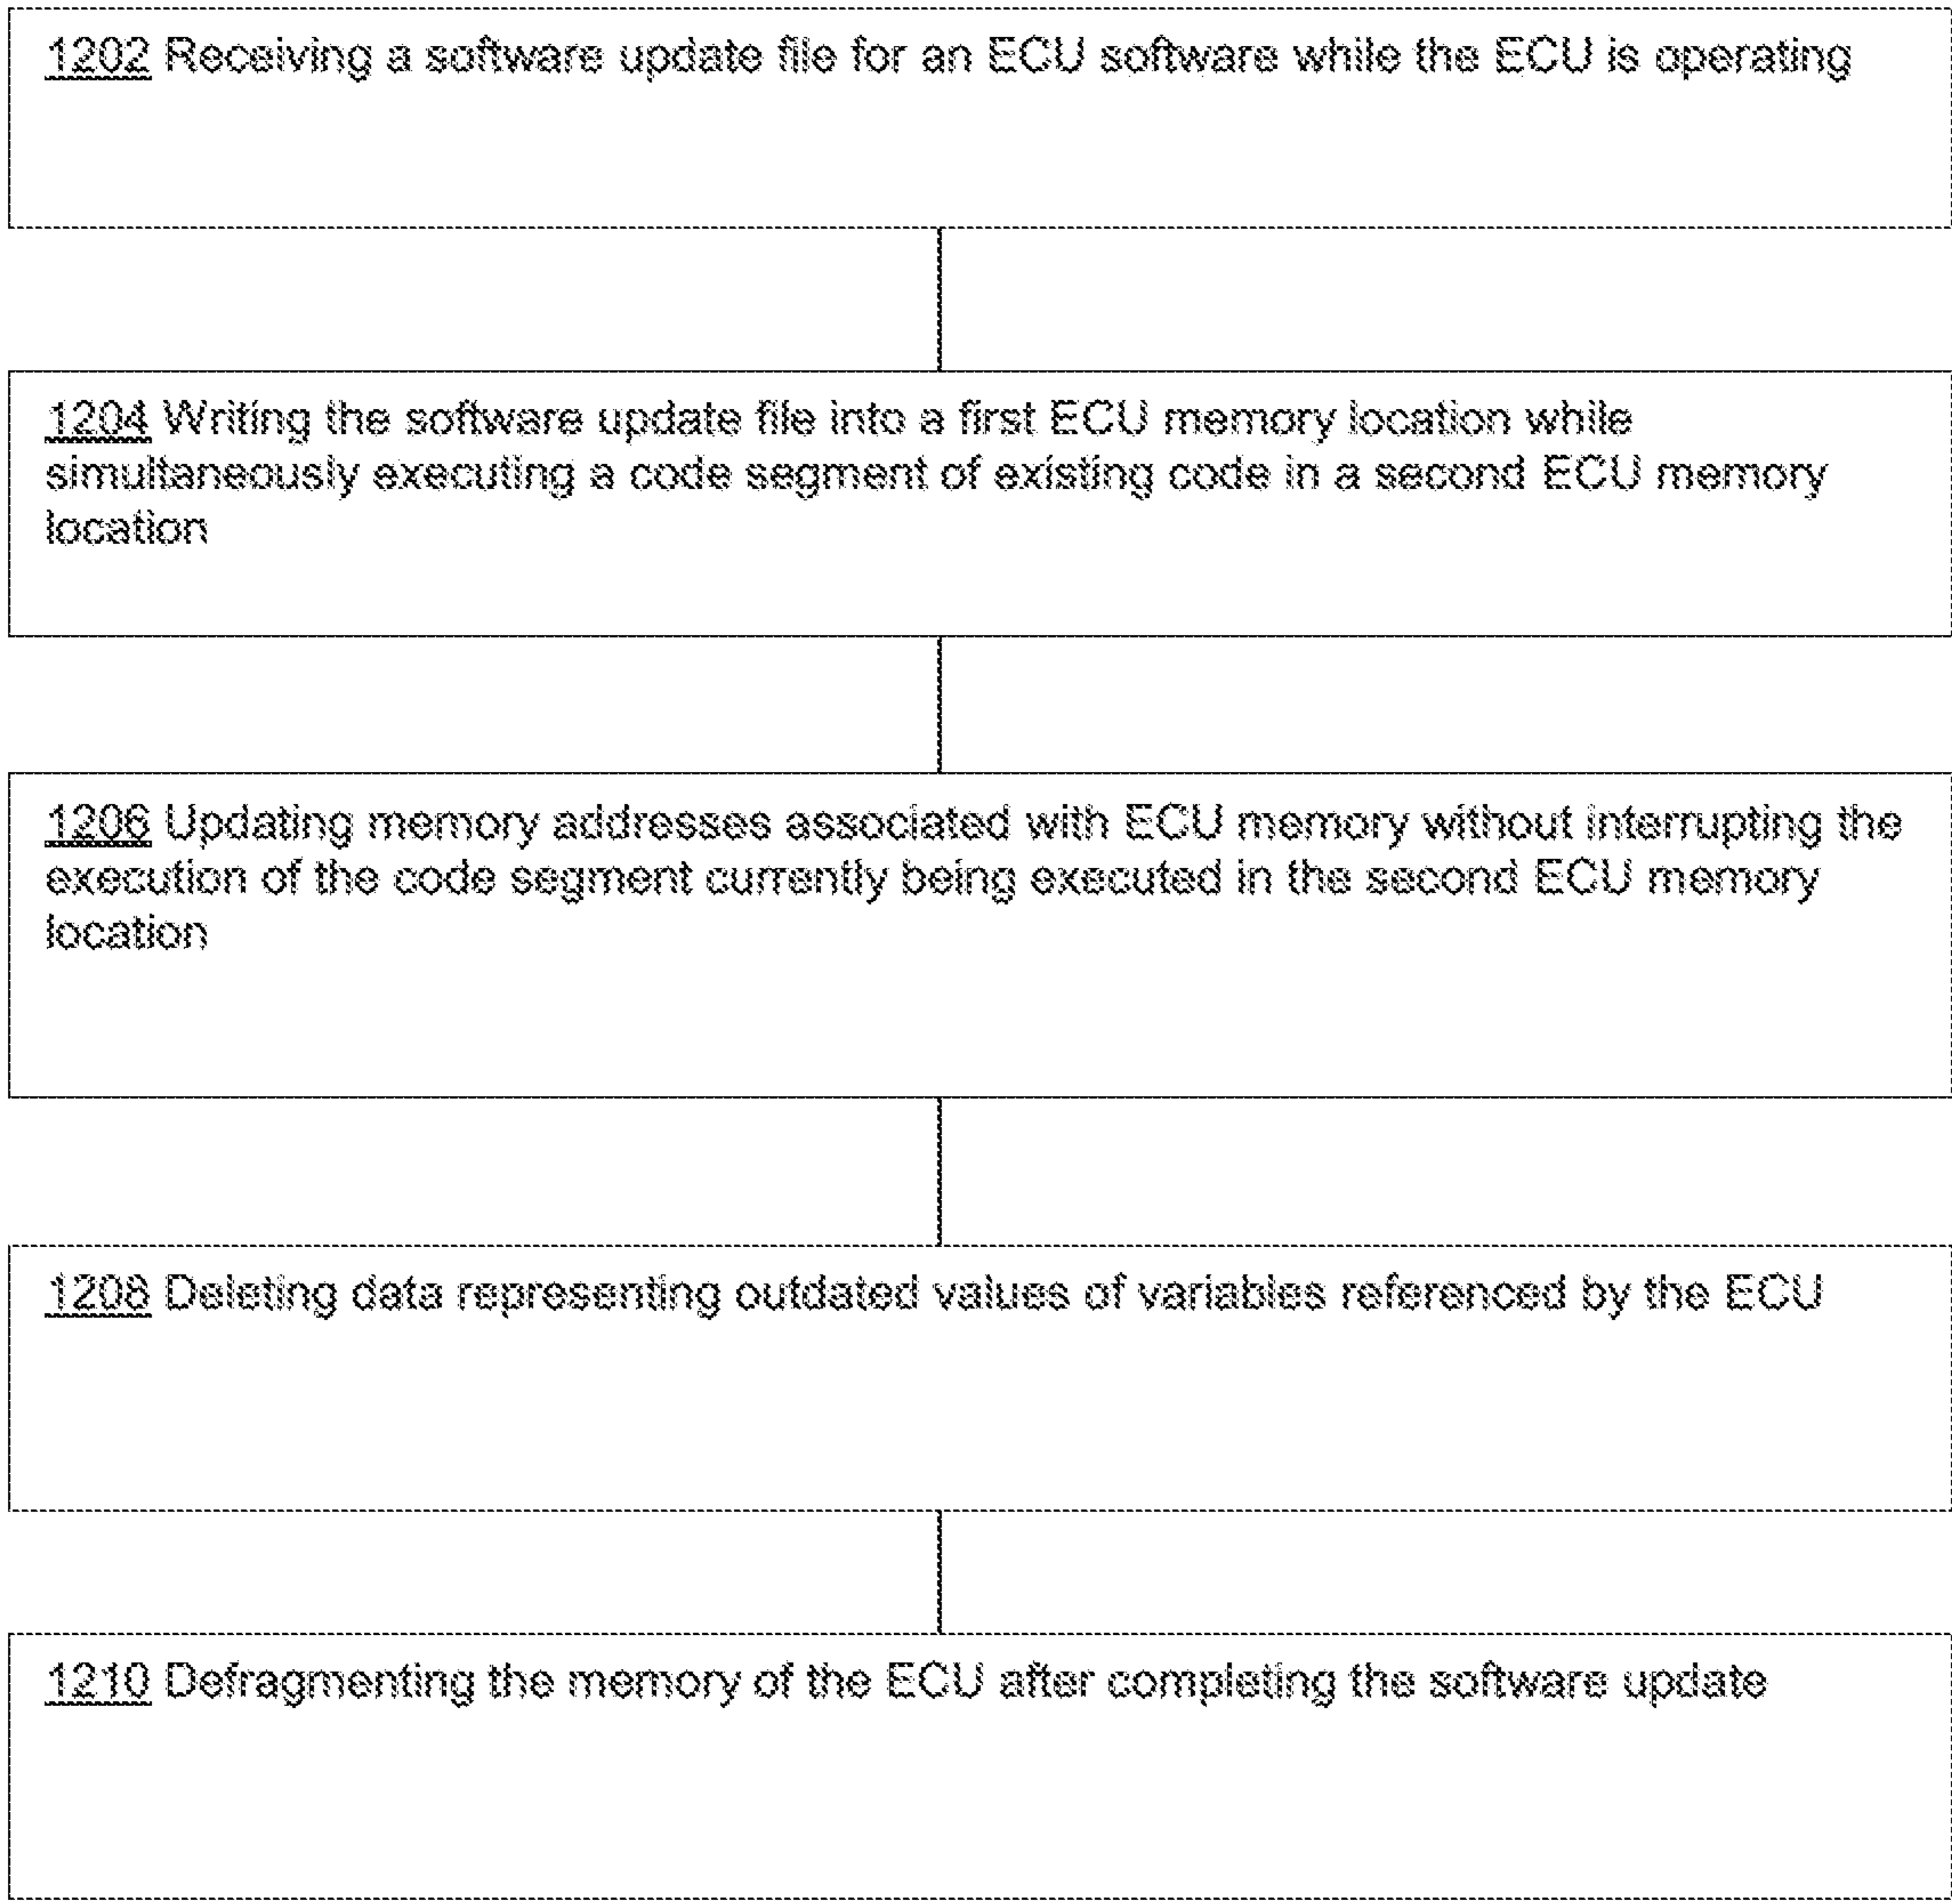 1202 Receiving a software update file for an ECU software while the ECU is operating
1204 Writing the software update file into a first ECU memory location while
simultaneously executing a code segment of existing code in a second ECU memory
location
1206 Updating memory addresses associated with ECU memory without interrupting the
execution of the code segment currently being executed in the second ECU memory
location
1208 Deleting data representing outdated values of variables referenced by the ECU
1210 Defragmenting the memory of the ECU after completing the software update